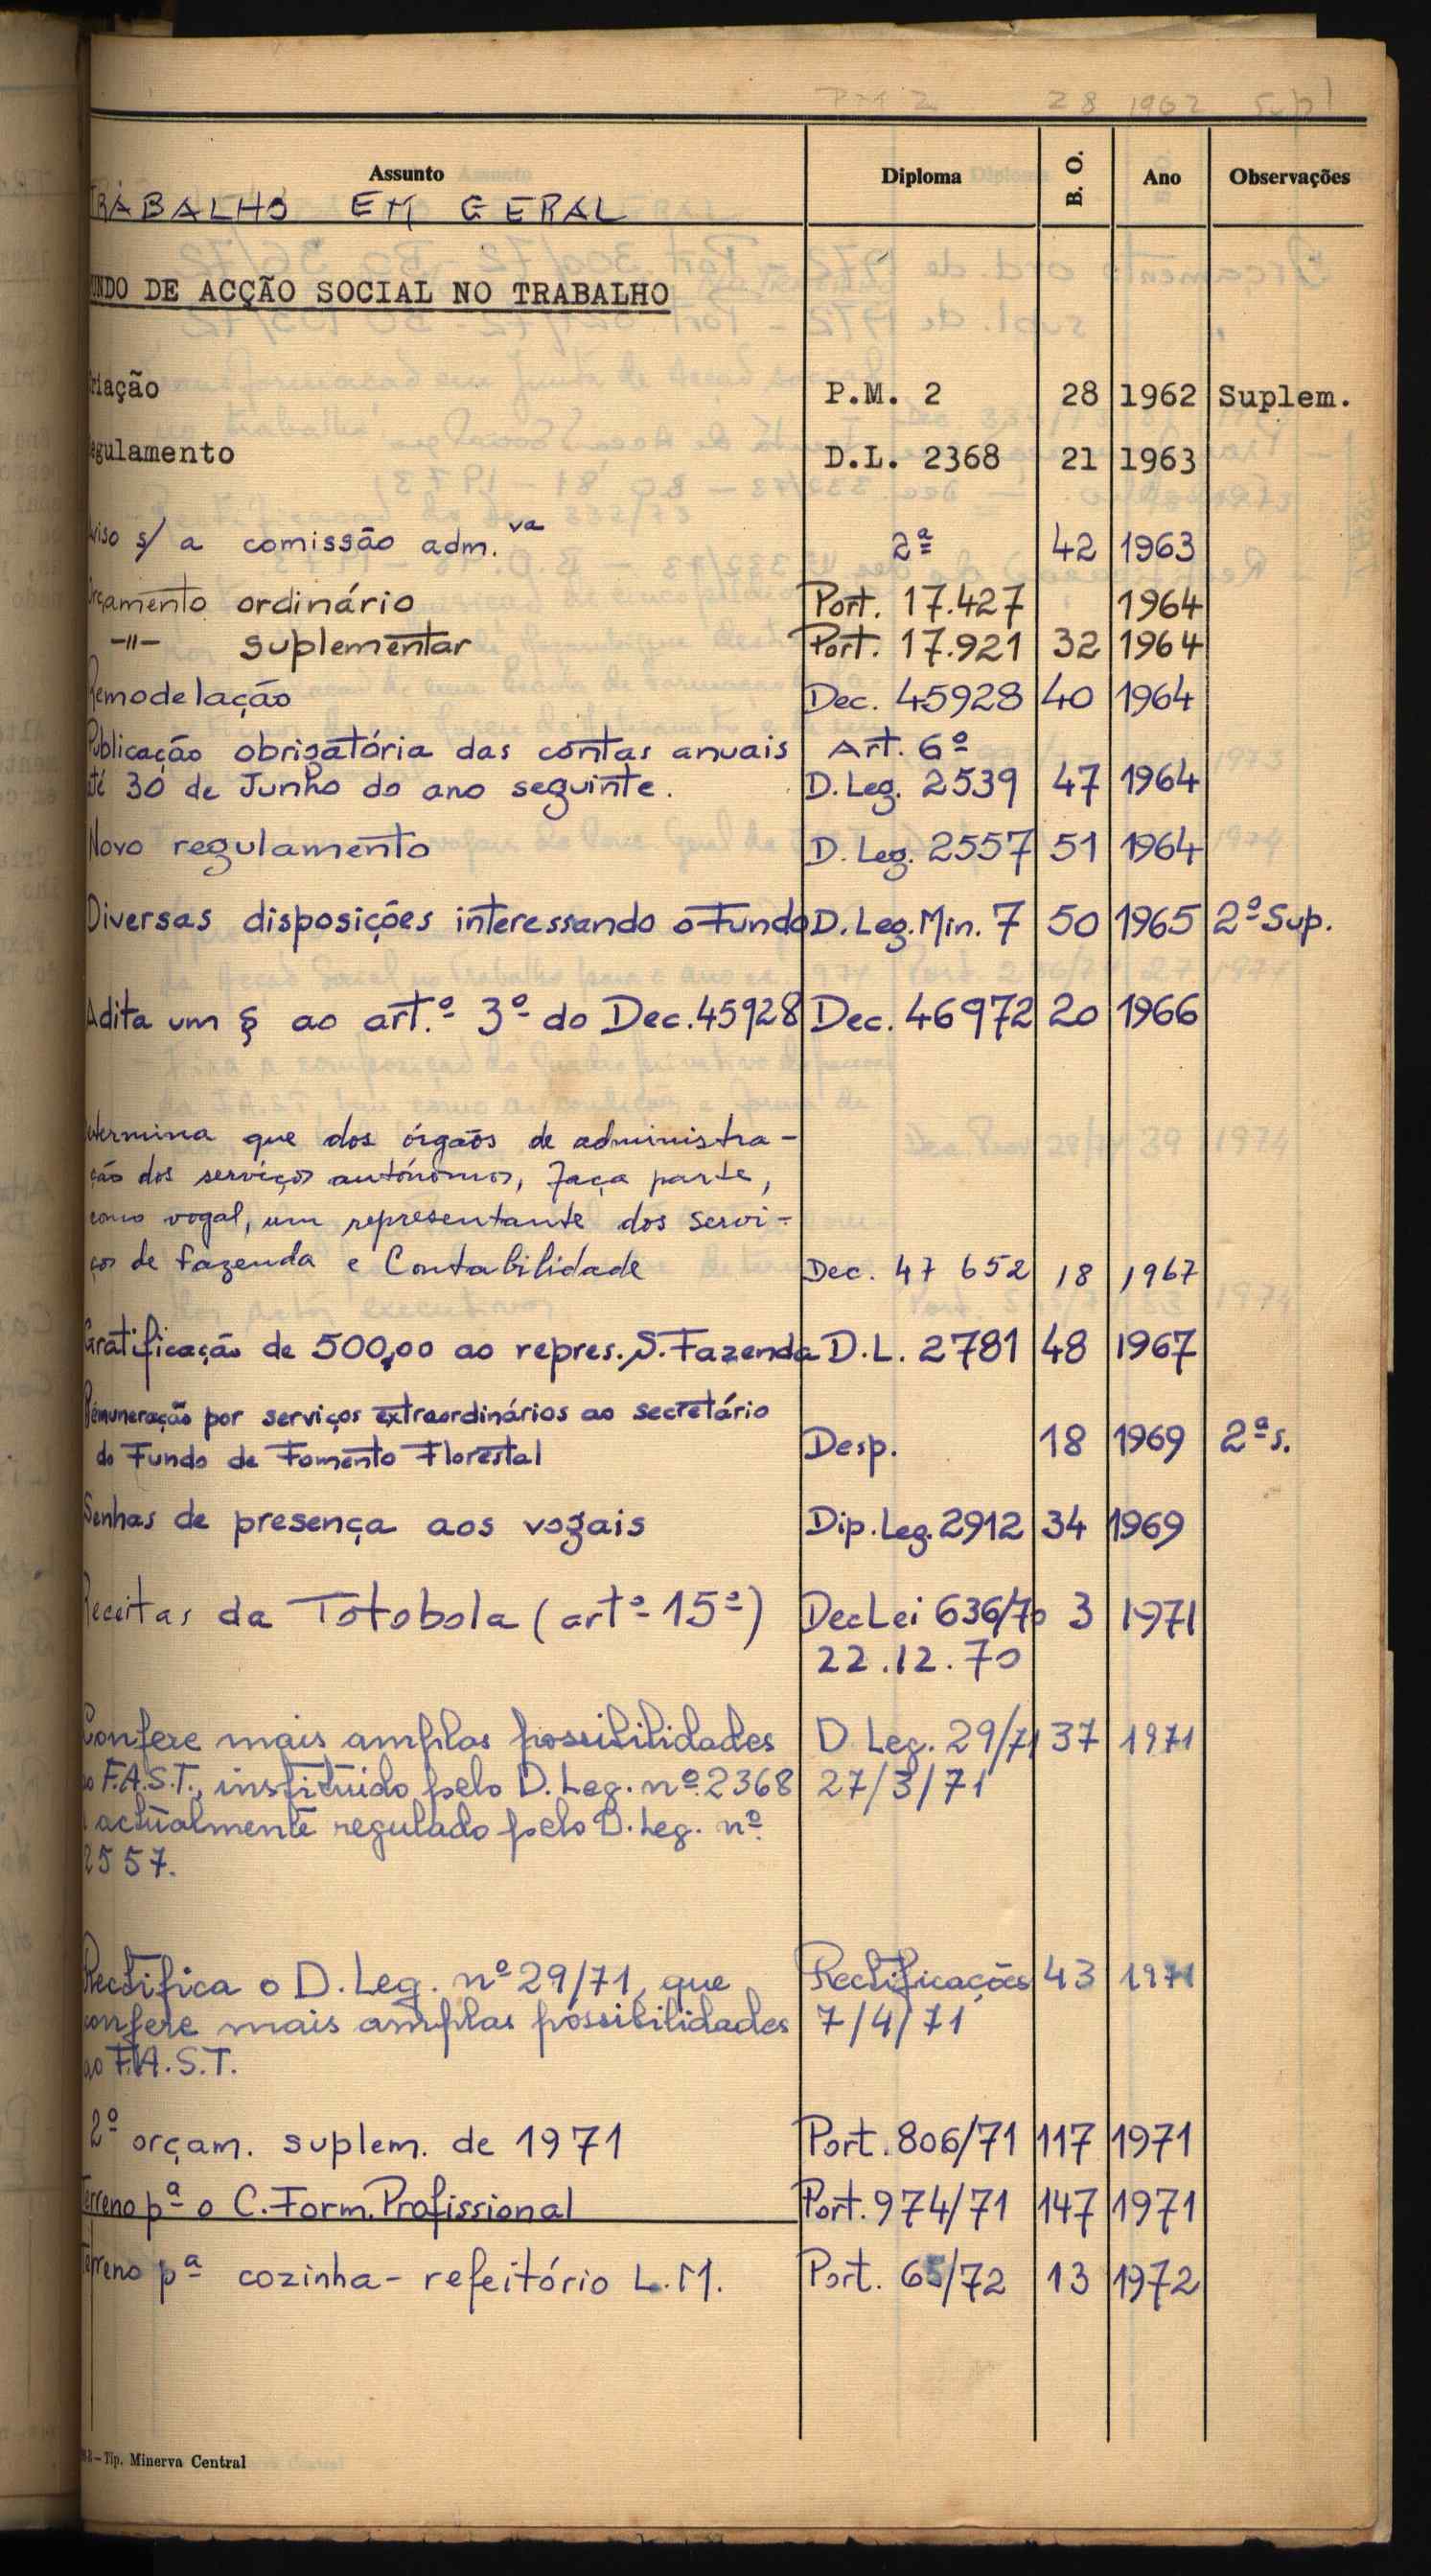 PM 2 28 1962 Supl
Assunto Diploma B. O. Ano Observações
TRABALHO EM GERAL
UNDO DE ACÇÃO SOCIAL NO TRABALHO
riação P.M. 2 28 1962 Suplem.
egulamento D.L. 2368 21 1963
Aviso s/ a comissão adm.va 2ª 42 1963
Orçamento ordinário Port. 17.427 1964
-"- suplementar Port. 17.921 32 1964
Remodelação Dec. 45928 40 1964
Publicação obrigatória das contas anuais Art. 6º
até 30 de Junho do ano seguinte. D. Leg. 2539 47 1964
Novo regulamento D. Leg. 2557 51 1964
Diversas disposições interessando o Fundo D. Leg. Min. 7 50 1965 2º Sup.
Adita um § ao art.º 3º do Dec. 45928 Dec. 46972 20 1966
etermina que dos órgãos de administra-
ção dos serviços autónomos, faça parte,
como vogal, um representante dos servi-
ços de fazenda e Contabilidade Dec. 47 652 18 1967
Gratificação de 500,00 ao repres. S. Fazenda D.L. 2781 48 1967
Remuneração por serviços extraordinários ao secretário
do Fundo de Fomento Florestal Desp. 18 1969 2ª s.
Senhas de presença aos vogais Dip. Leg. 2912 34 1969
Receitas da Totobola (artº 15º) Dec Lei 636/70 3 1971
22.12.70
Confere mais amplas possibilidades D Leg. 29/71 37 1971
ao F.A.S.T., instituido pelo D. Leg. nº 2368 27/3/71
actualmente regulado pelo D. Leg. nº
2557.
Rectifica o D. Leg. nº 29/71, que Rectificações 43 1971
confere mais amplas possibilidades 7/4/71
ao F.A.S.T.
2º orçam. suplem. de 1971 Port. 806/71 117 1971
Terreno pª o C. Form. Profissional Port. 974/71 147 1971
Terreno pª cozinha-refeitório L.M. Port. 65/72 13 1972
Tip. Minerva Central